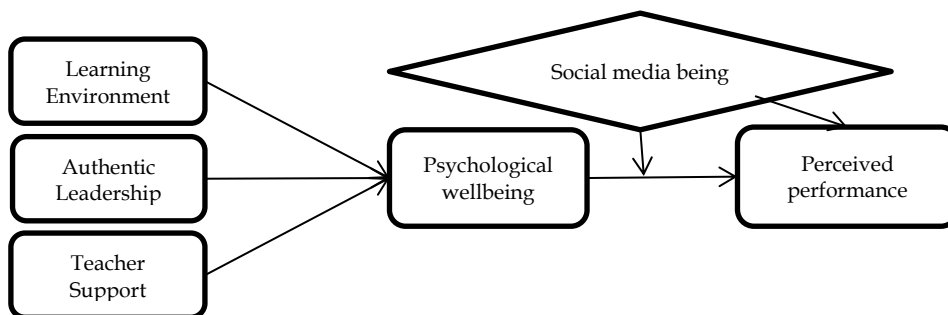 Learning
Environment
Authentic
Leadership
Teacher
Support
Psychological
wellbeing
Social media being
Perceived
performance